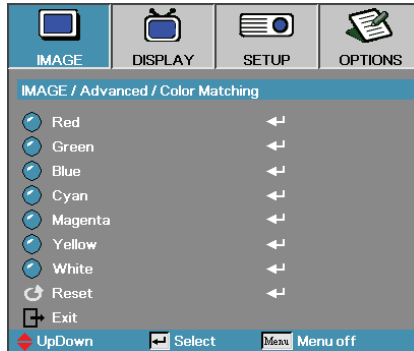 IMAGE DISPLAY SETUP OPTIONS
IMAGE / Advanced / Color Matching
Red
Green
Blue
Cyan
Magenta
Yellow
White
Reset
Exit
UpDown Select Menu Menu off